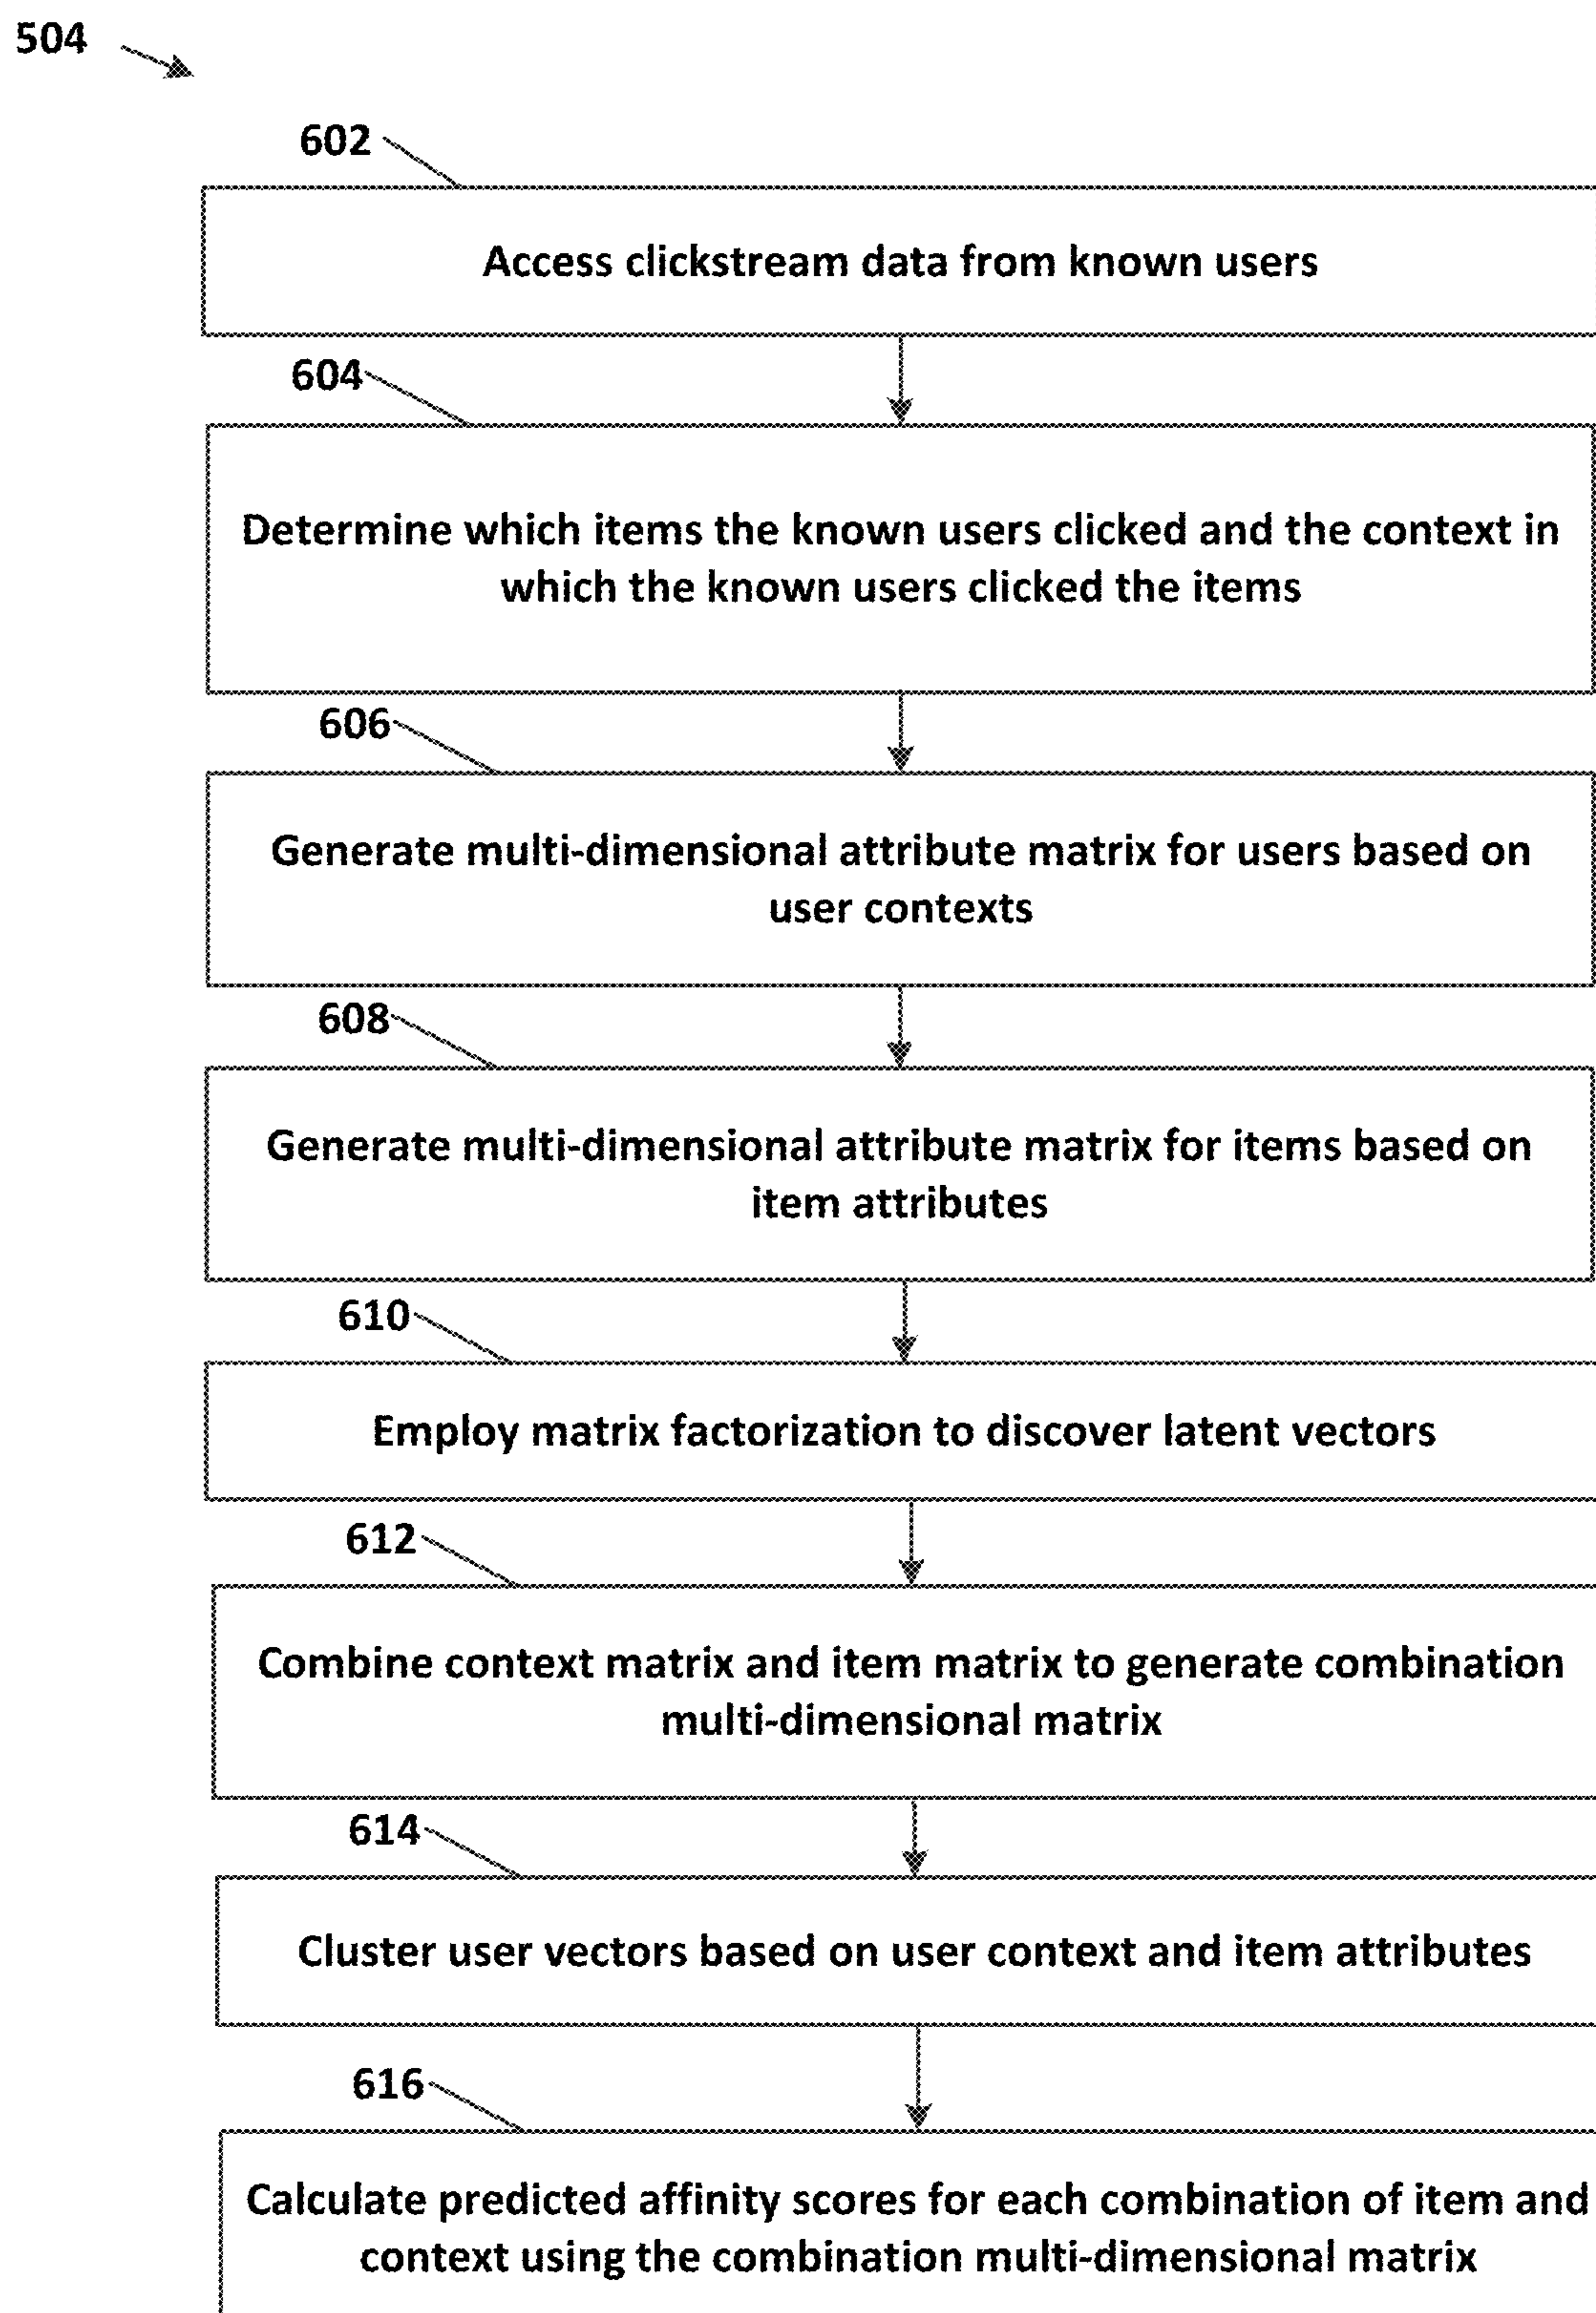 504
602
Access clickstream data from known users
604
Determine which items the known users clicked and the context in
which the known users clicked the items
606
Generate multi-dimensional attribute matrix for users based on
user contexts
608
Generate multi-dimensional attribute matrix for items based on
item attributes
610
Employ matrix factorization to discover latent vectors
612
Combine context matrix and item matrix to generate combination
multi-dimensional matrix
614
Cluster user vectors based on user context and item attributes
616
Calculate predicted affinity scores for each combination of item and
context using the combination multi-dimensional matrix